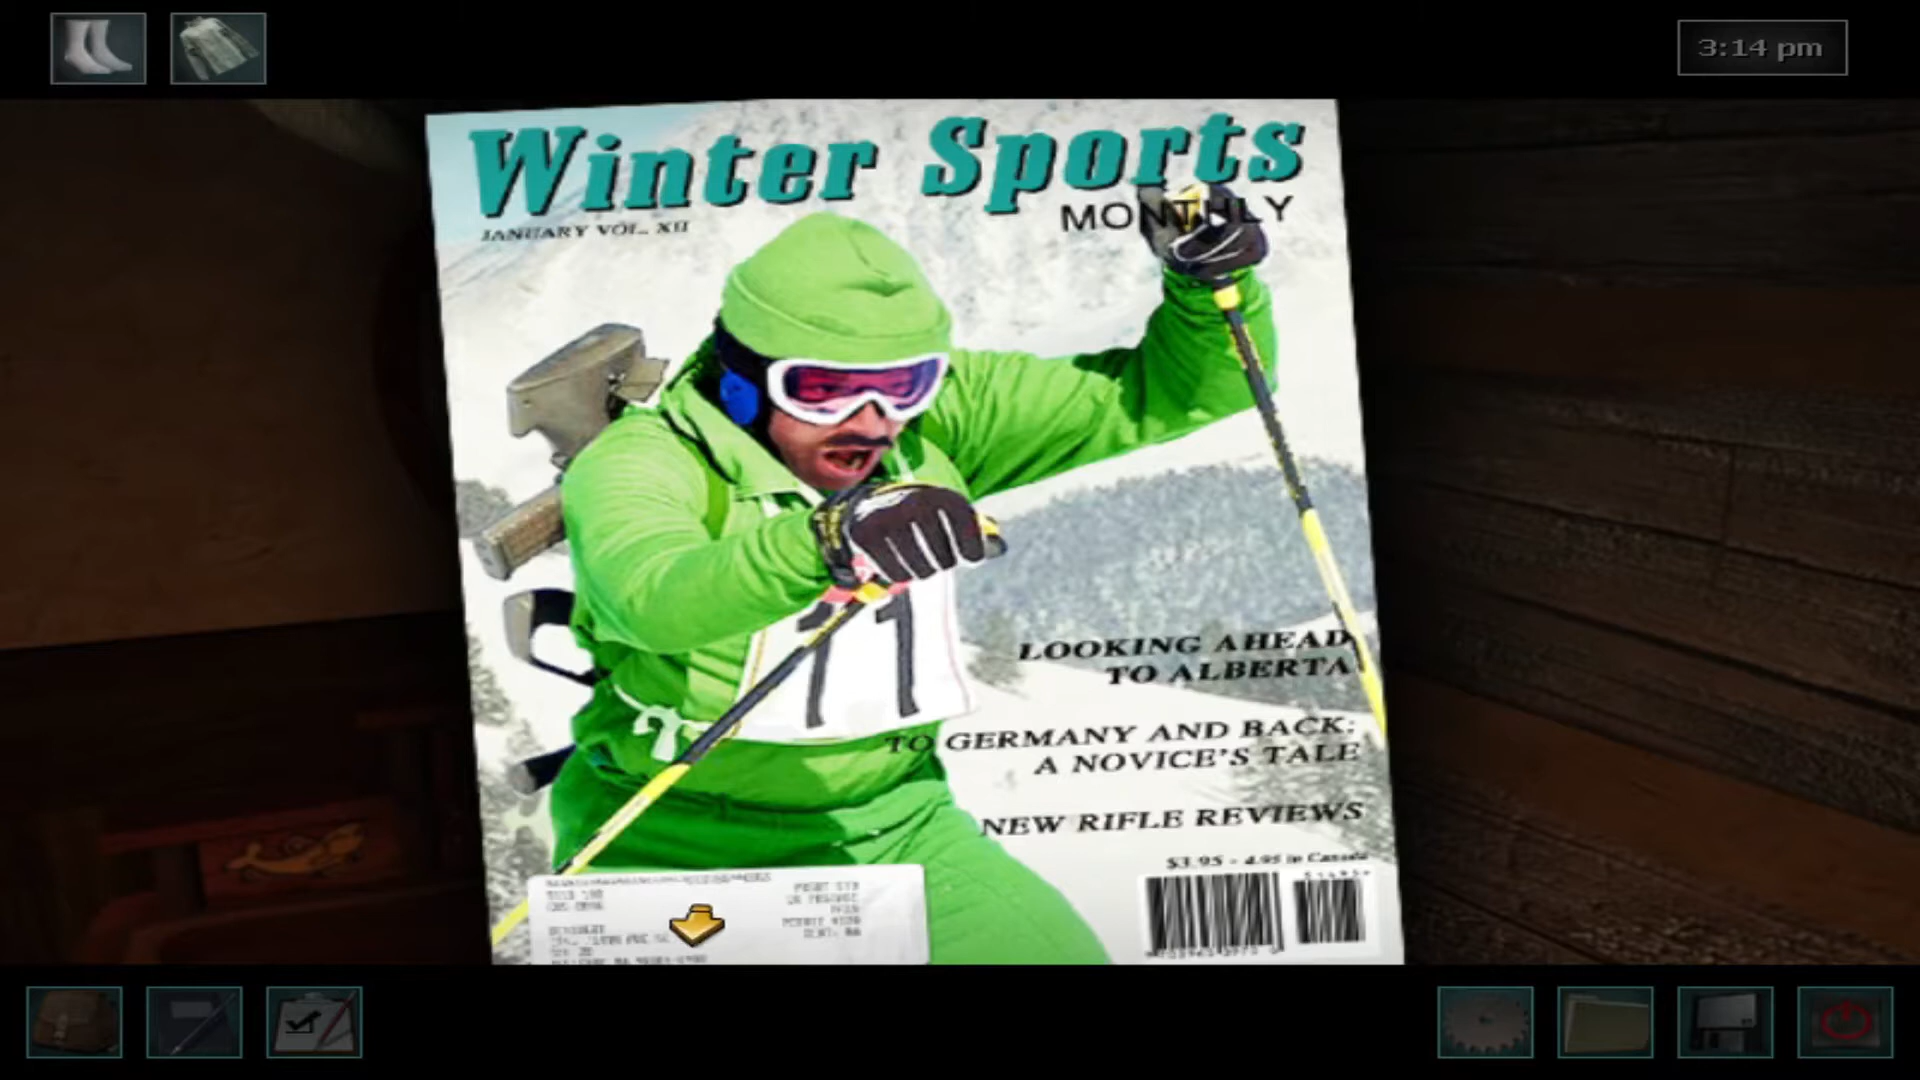 3:14 pm
Winter Sports
MONTHLY
JANUARY VOL. XII
11
LOOKING AHEAD
TO ALBERTA
TO GERMANY AND BACK:
A NOVICE'S TALE
NEW RIFLE REVIEWS
$3.95 - 4.95 in Canada